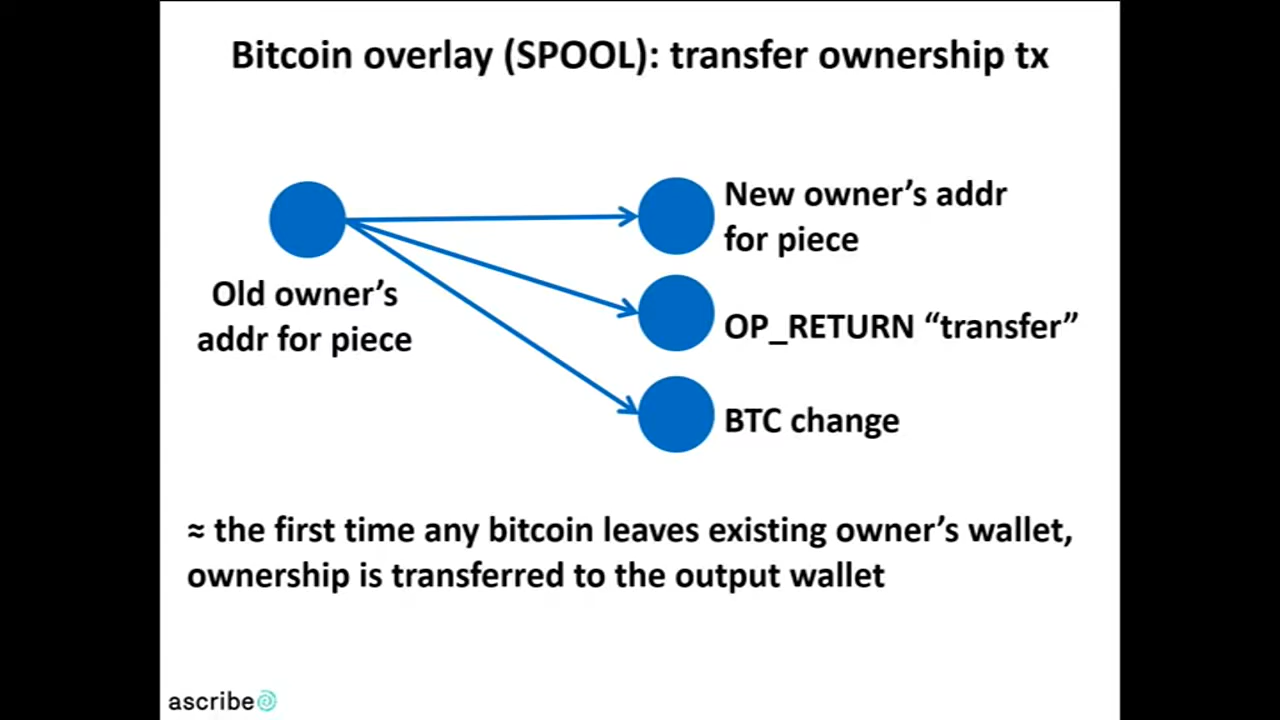 Bitcoin overlay (SPOOL): transfer ownership tx
New owner’s addr
for piece
Old owner’s
addr for piece
OP_RETURN “transfer”
BTC change
≈ the first time any bitcoin leaves existing owner’s wallet,
ownership is transferred to the output wallet
ascribe